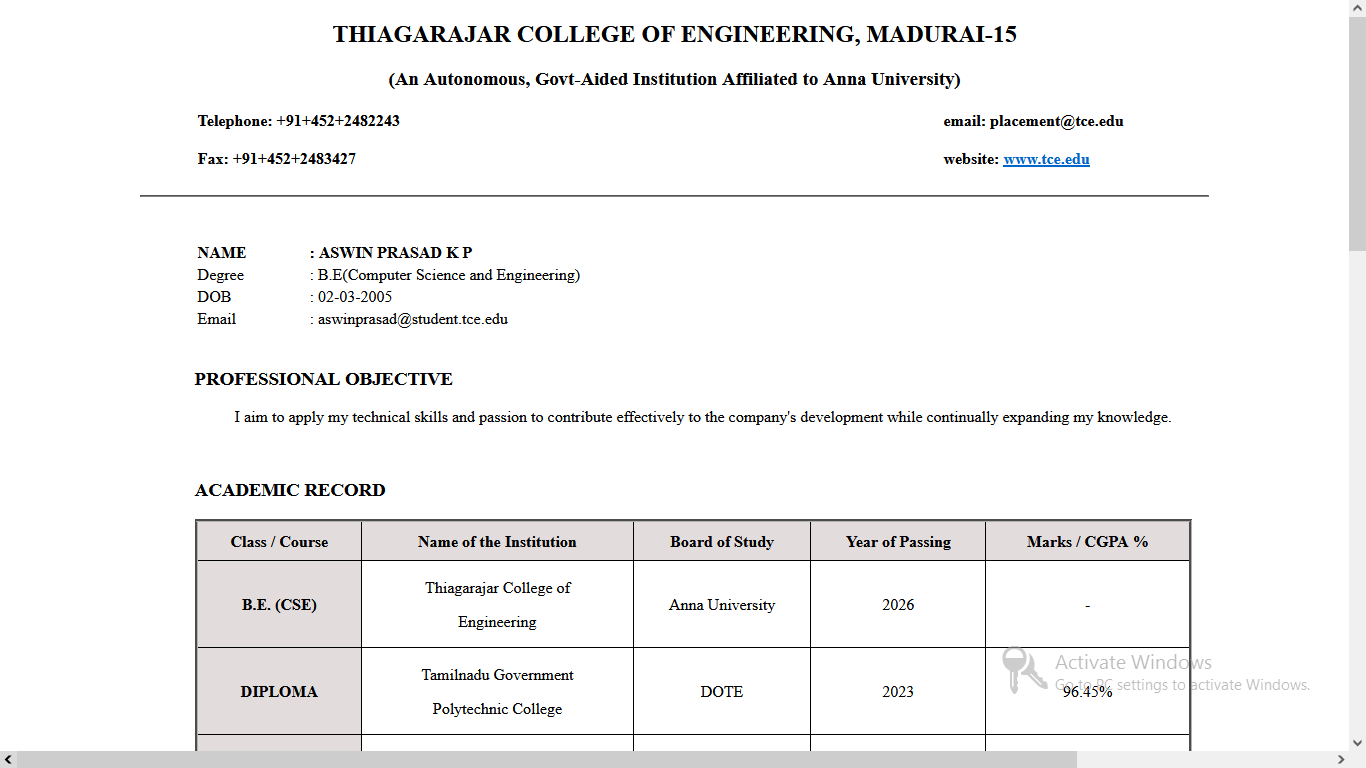 THIAGARAJAR COLLEGE OF ENGINEERING, MADURAI-15
(An Autonomous, Govt-Aided Institution Affiliated to Anna University)
Telephone: +91+452+2482243 email: placement@tce.edu
Fax: +91+452+2483427 website: www.tce.edu
NAME : ASWIN PRASAD K P
Degree : B.E(Computer Science and Engineering)
DOB : 02-03-2005
Email : aswinprasad@student.tce.edu
PROFESSIONAL OBJECTIVE
I aim to apply my technical skills and passion to contribute effectively to the company's development while continually expanding my knowledge.
ACADEMIC RECORD
Class / Course Name of the Institution Board of Study Year of Passing Marks / CGPA %
B.E. (CSE) Thiagarajar College of Engineering Anna University 2026 -
DIPLOMA Tamilnadu Government Polytechnic College DOTE 2023 96.45%
Activate Windows
Go to PC settings to activate Windows.